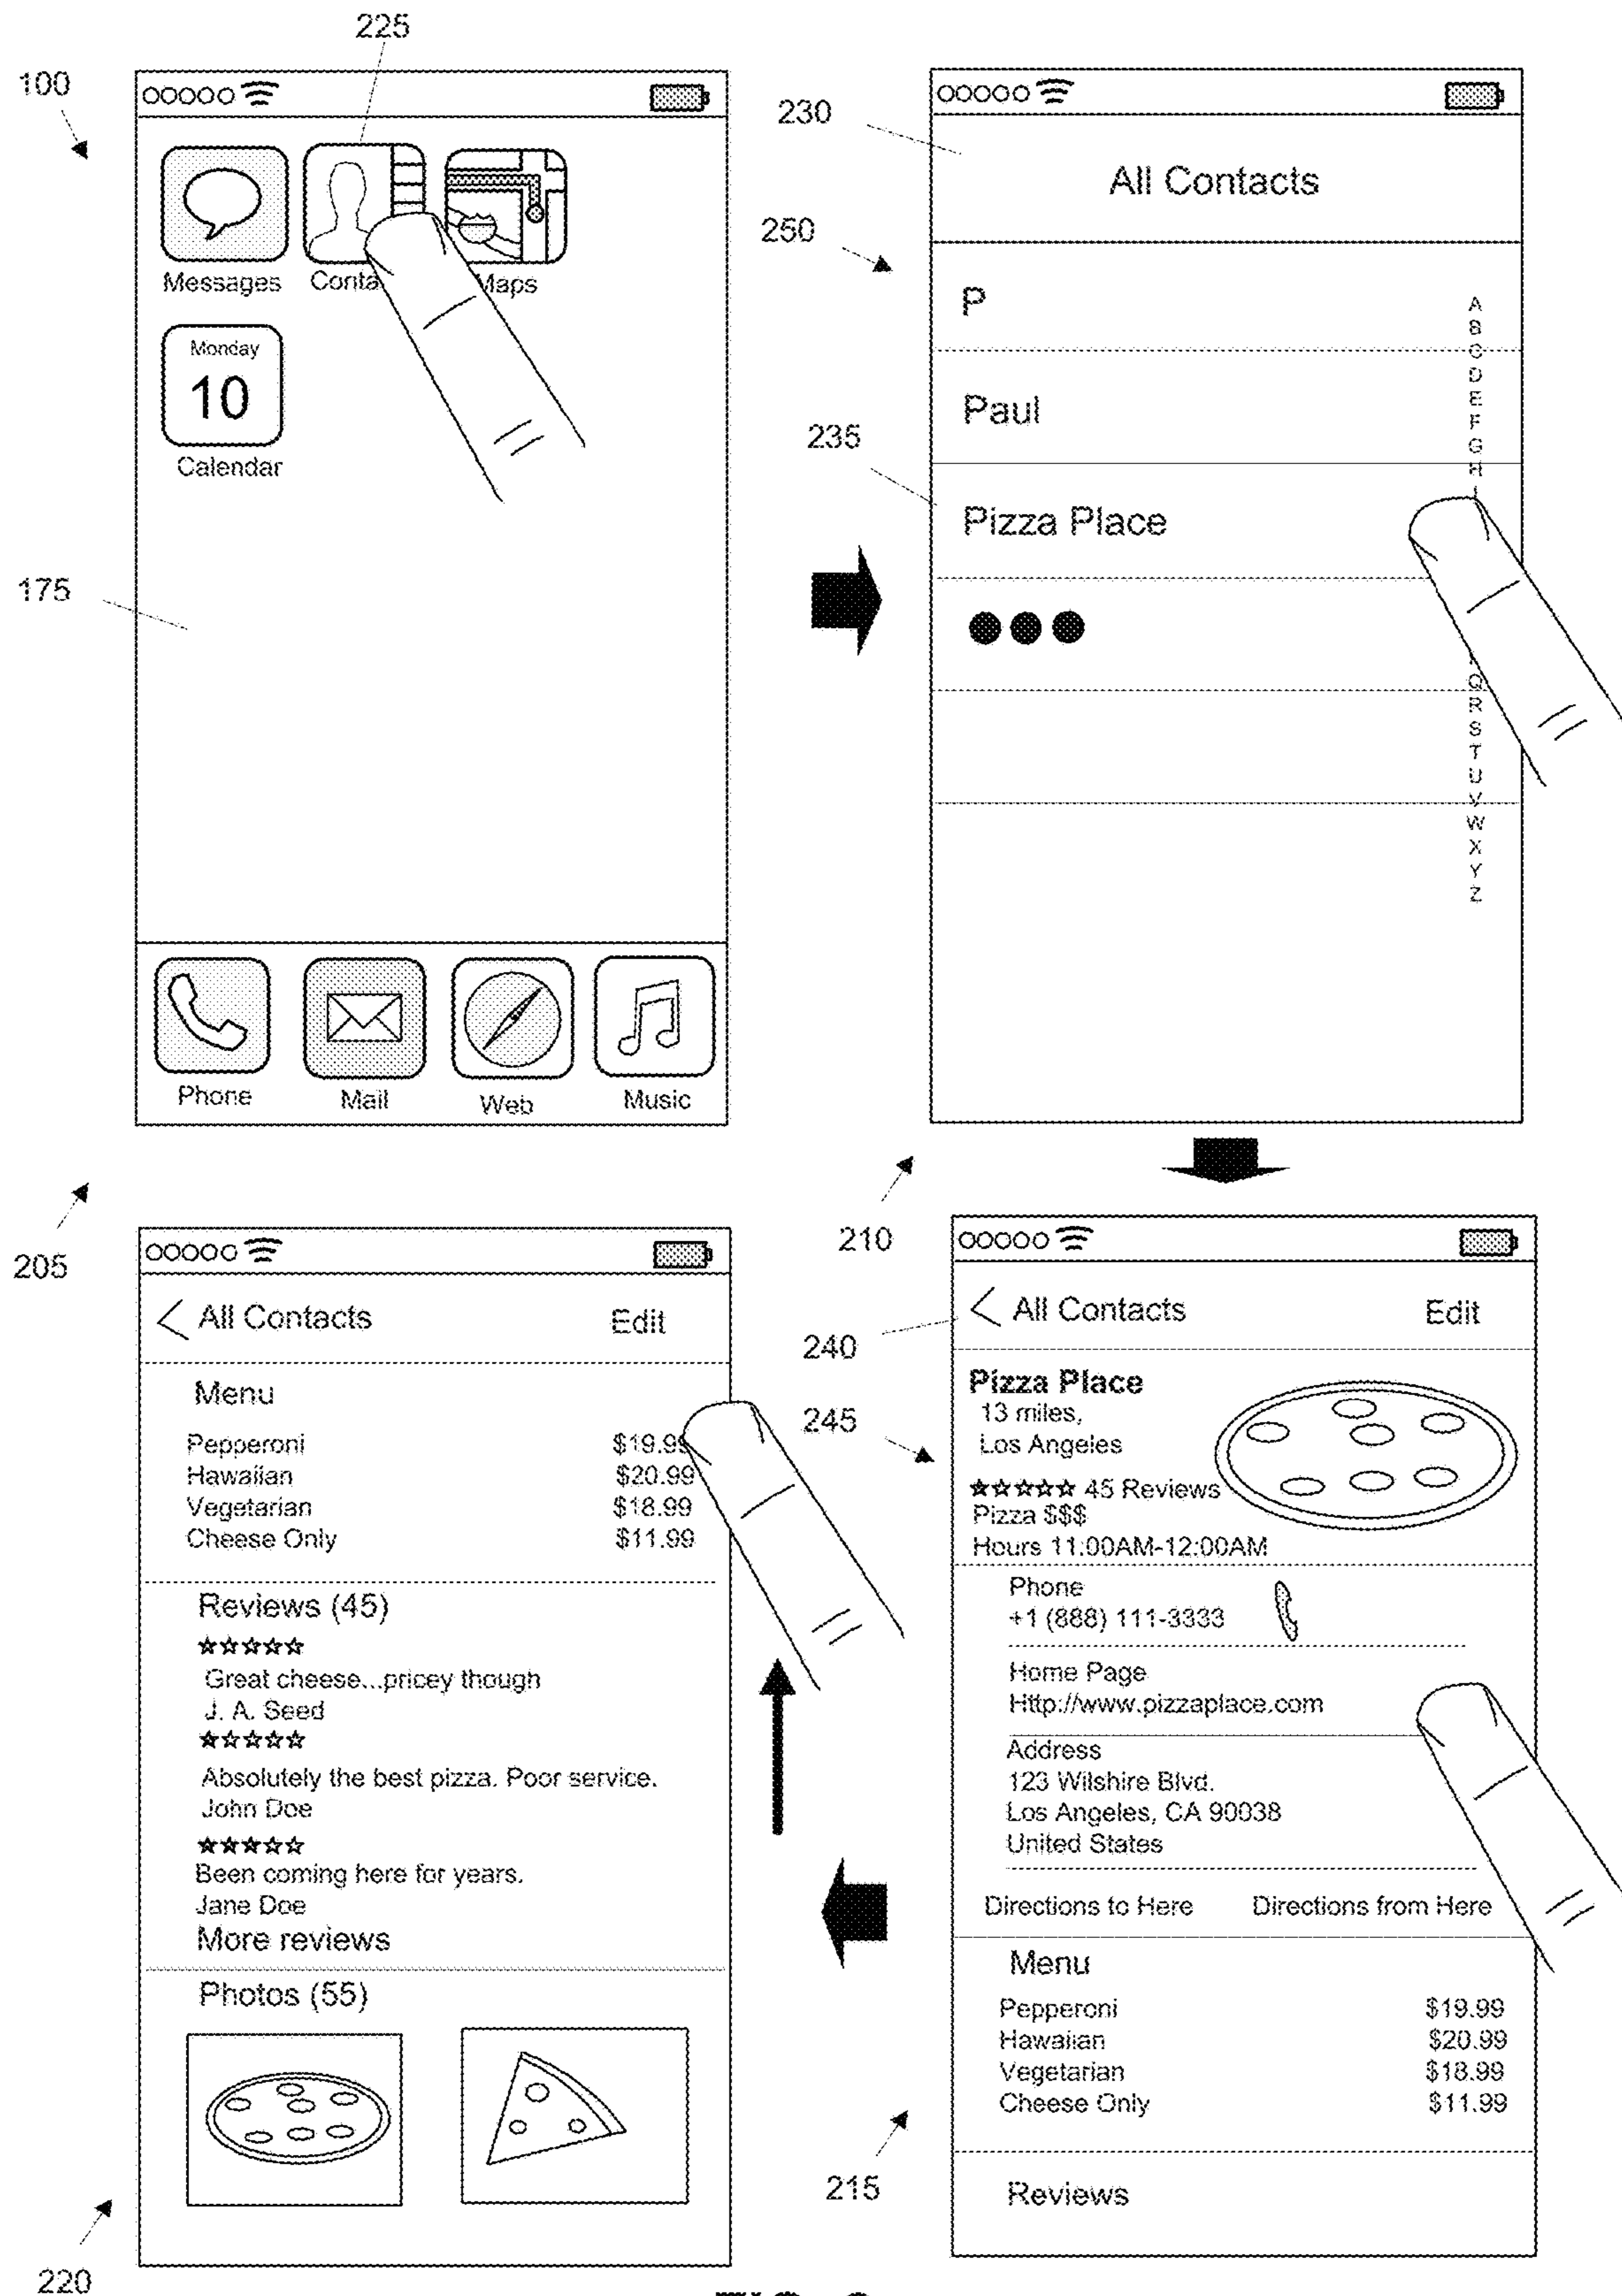 225
100
Messages
Conta
Maps
Monday
10
Calendar
175
Phone
Mail
Web
Music
205
230
All Contacts
250
P
Paul
235
Pizza Place
A
B
C
D
E
F
G
H
I
Q
R
S
T
U
V
W
X
Y
Z
210
240
< All Contacts Edit
245
Pizza Place
13 miles,
Los Angeles
☆☆☆☆☆ 45 Reviews
Pizza $$$
Hours 11:00AM-12:00AM
Phone
+1 (888) 111-3333
Home Page
Http://www.pizzaplace.com
Address
123 Wilshire Blvd.
Los Angeles, CA 90038
United States
Directions to Here Directions from Here
Menu
Pepperoni $19.99
Hawaiian $20.99
Vegetarian $18.99
Cheese Only $11.99
Reviews
215
< All Contacts Edit
Menu
Pepperoni $19.99
Hawaiian $20.99
Vegetarian $18.99
Cheese Only $11.99
Reviews (45)
☆☆☆☆☆
Great cheese...pricey though
J. A. Seed
☆☆☆☆☆
Absolutely the best pizza. Poor service.
John Doe
☆☆☆☆☆
Been coming here for years.
Jane Doe
More reviews
Photos (55)
220